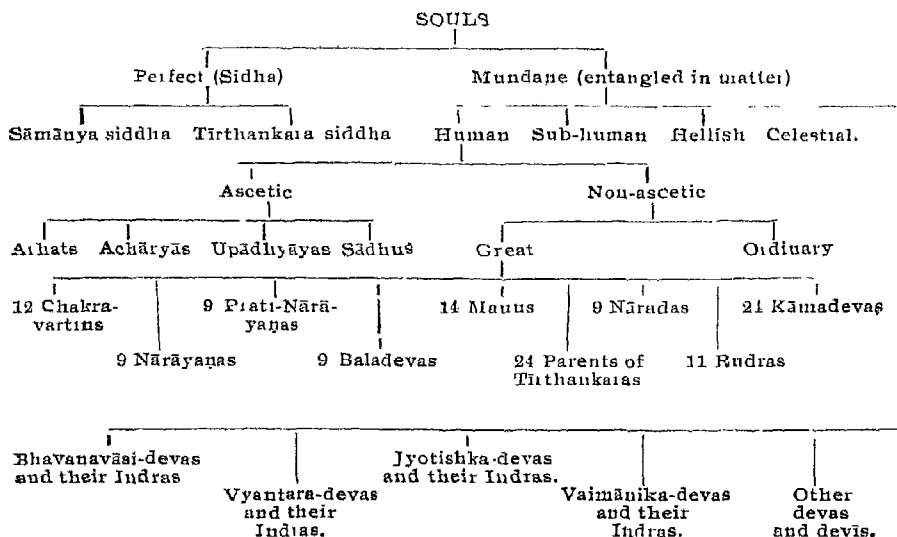 SOULS
Perfect (Sidha) Mundane (entangled in matter)
Sāmānya siddha Tīrthankara siddha Human Sub-human Hellish Celestial.
Ascetic Non-ascetic
Arhats Achāryās Upādhyāyas Sādhus Great Ordinary
12 Chakra- 9 Prati-Nārā- 14 Manus 9 Nāradas 24 Kāmadevas
vartins yaṇas
9 Nārāyaṇas 9 Baladevas 24 Parents of 11 Rudras
Tīrthankaras
Bhavanavāsi-devas Jyotishka-devas
and their Indras and their Indras.
Vyantara-devas Vaimānika-devas Other
and their and their devas
Indras. Indras. and devīs.